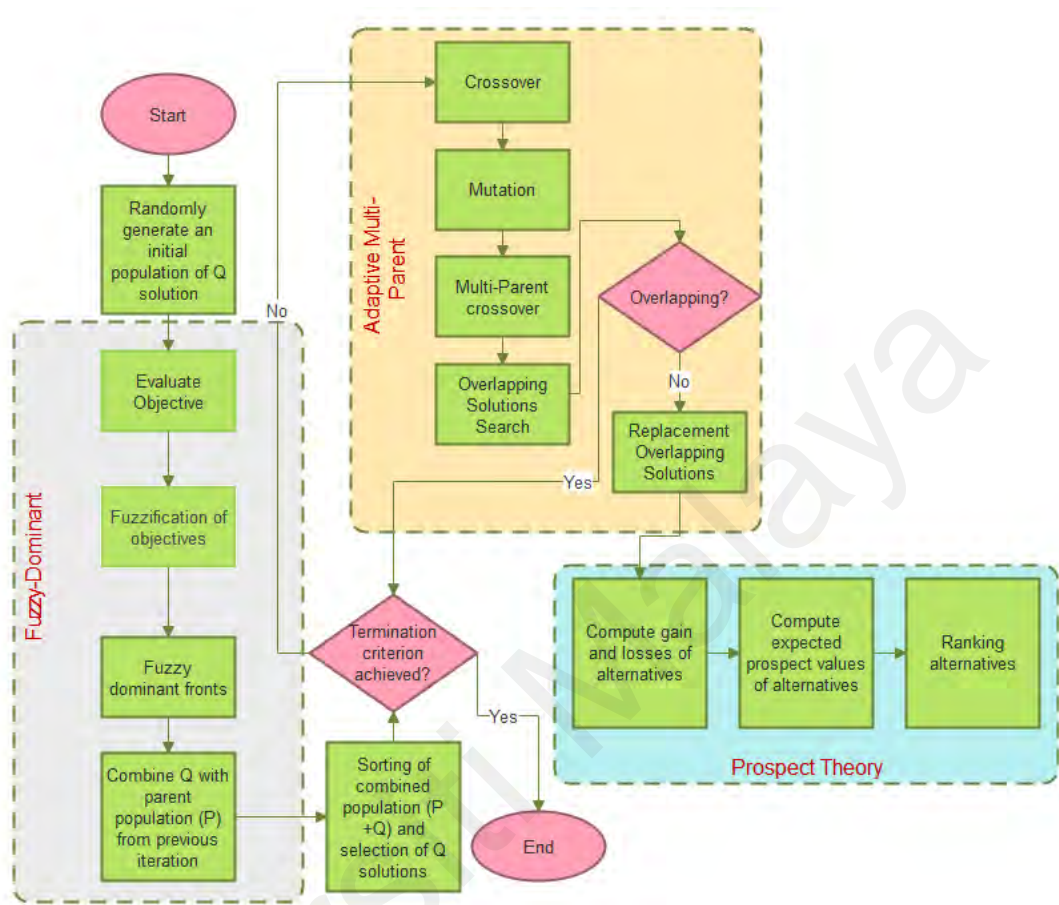 Start
Randomly
generate an
initial
population of Q
solution
Fuzzy-Dominant
Evaluate
Objective
Fuzzification of
objectives
Fuzzy
dominant fronts
Combine Q with
parent
population (P)
from previous
iteration
Sorting of
combined
population (P
+Q) and
selection of Q
solutions
Termination
criterion
achieved?
No
Yes
End
Adaptive Multi-
Parent
Crossover
Mutation
Multi-Parent
crossover
Overlapping
Solutions
Search
Overlapping?
Yes
No
Replacement
Overlapping
Solutions
Compute gain
and losses of
alternatives
Compute
expected
prospect values
of alternatives
Ranking
alternatives
Prospect Theory
rsiti Malaya